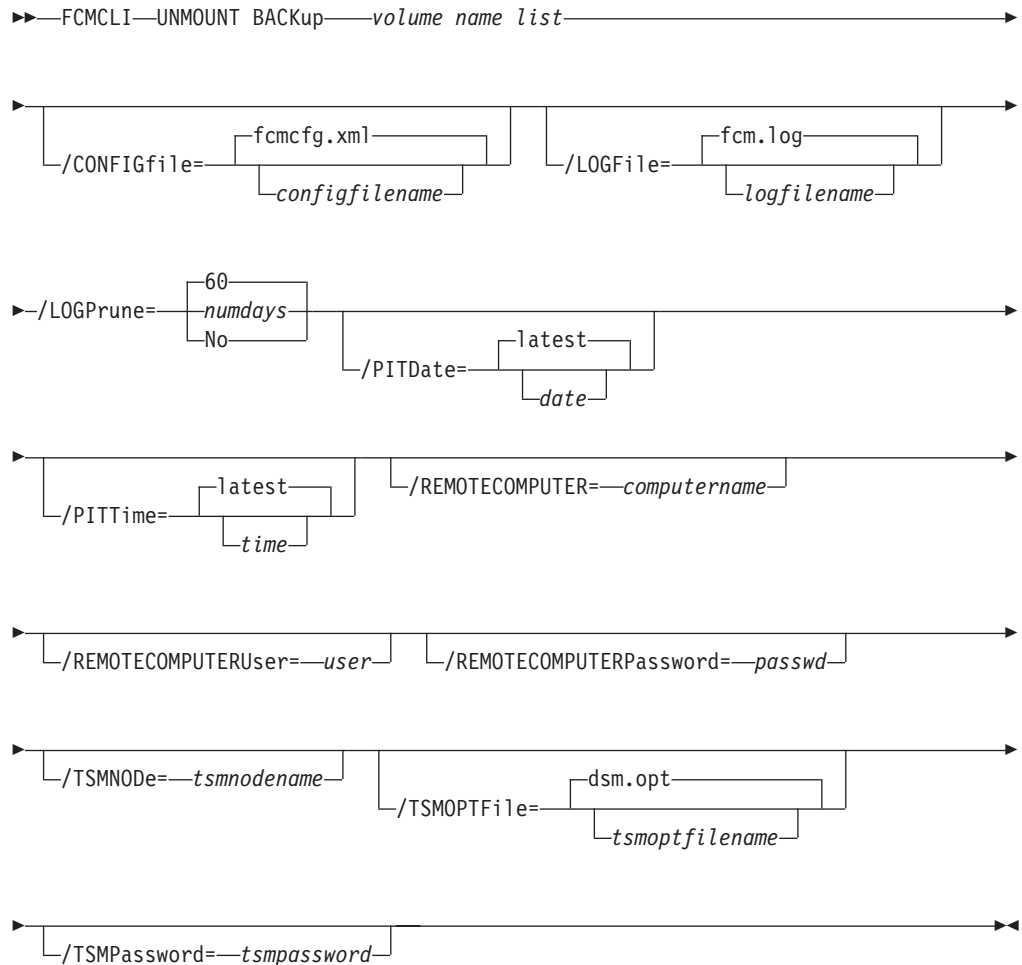 FCMCLI UNMOUNT BACKup volume name list
fcmcfg.xml fcm.log
/CONFIGfile= /LOGFile=
configfilename logfilename
60
/LOGPrune= numdays
No latest
/PITDate=
date
latest /REMOTECOMPUTER= computername
/PITTime=
time
/REMOTECOMPUTERUser= user /REMOTECOMPUTERPassword= passwd
/TSMNODe= tsmnodename dsm.opt
/TSMOPTFile=
tsmoptfilename
/TSMPassword= tsmpassword